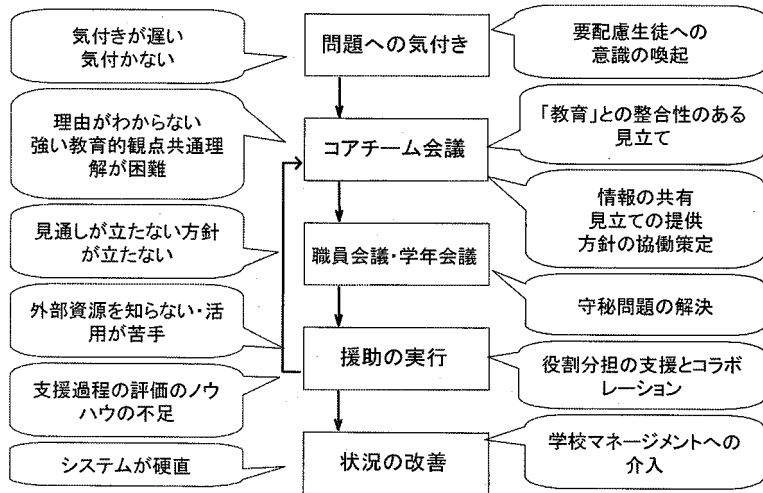 気付きが遅い
気付かない
問題への気付き
要配慮生徒への
意識の喚起
理由がわからない
強い教育的観点共通理
解が困難
コアチーム会議
「教育」との整合性のある
見立て
情報の共有
見立ての提供
方針の協働策定
見通しが立たない方針
が立たない
職員会議・学年会議
守秘問題の解決
外部資源を知らない・活
用が苦手
援助の実行
役割分担の支援とコラボ
レーション
支援過程の評価のノウ
ハウの不足
システムが硬直
状況の改善
学校マネージメントへの
介入